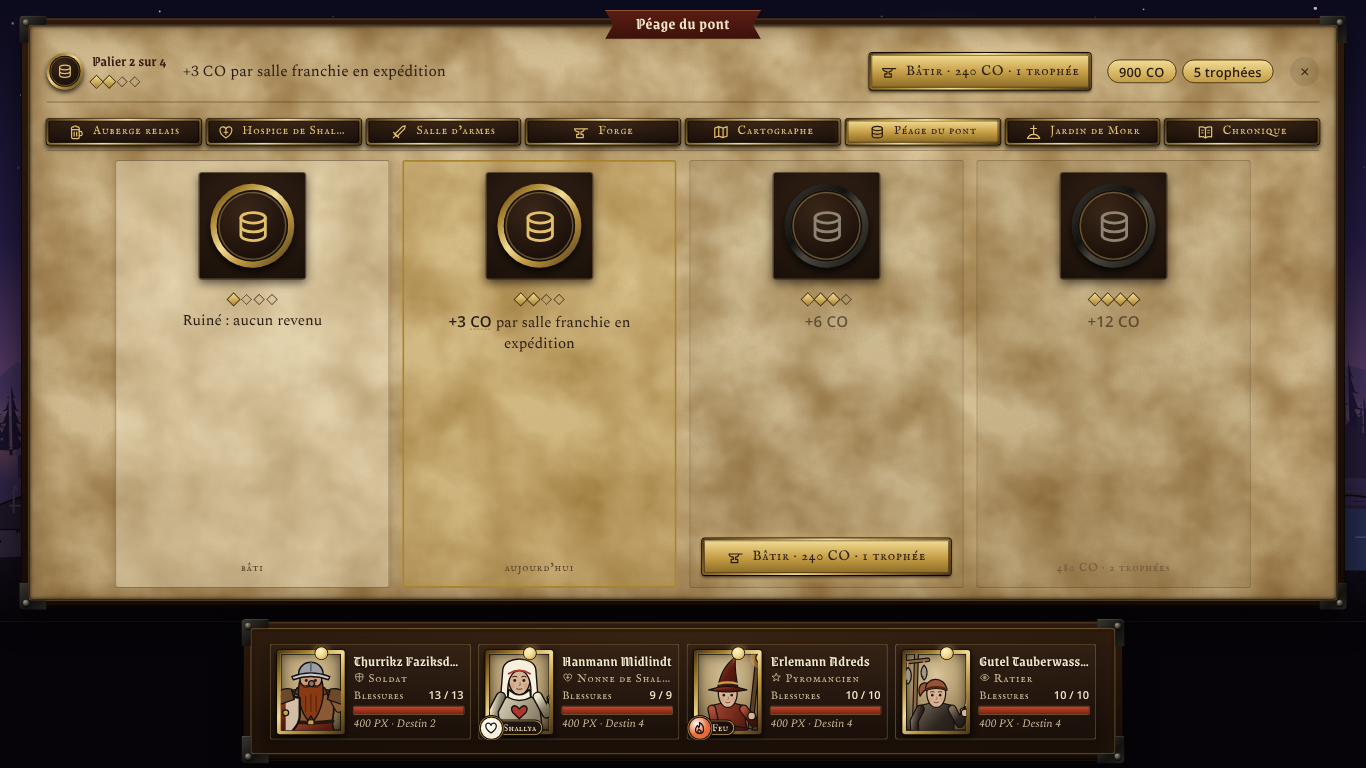 Péage du pont
Palier 2 sur 4
+3 CO par salle franchie en expédition
Bâtir · 240 CO · 1 trophée
900 CO
5 trophées
×
Auberge relais
Hospice de Shal…
Salle d'armes
Forge
Cartographe
Péage du pont
Jardin de Morr
Chronique
Ruiné : aucun revenu
bâti
+3 CO par salle franchie en
expédition
aujourd'hui
+6 CO
Bâtir · 240 CO · 1 trophée
+12 CO
480 CO · 2 trophées
Thurrikz Faziksd…
Soldat
Blessures 13 / 13
400 PX · Destin 2
Hanmann Midlindt
Nonne de Shal…
Blessures 9 / 9
400 PX · Destin 4
Shallya
Erlemann Adreds
Pyromancien
Blessures 10 / 10
400 PX · Destin 4
Feu
Gutel Tauberwass…
Ratier
Blessures 10 / 10
400 PX · Destin 4